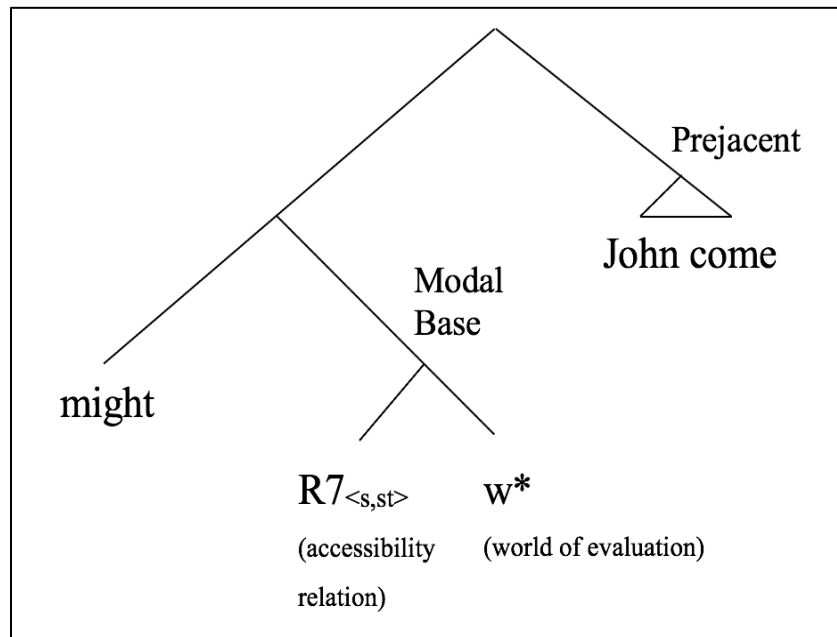 Prejacent
John come
Modal
Base
might
R7<s,st> w*
(accessibility (world of evaluation)
relation)